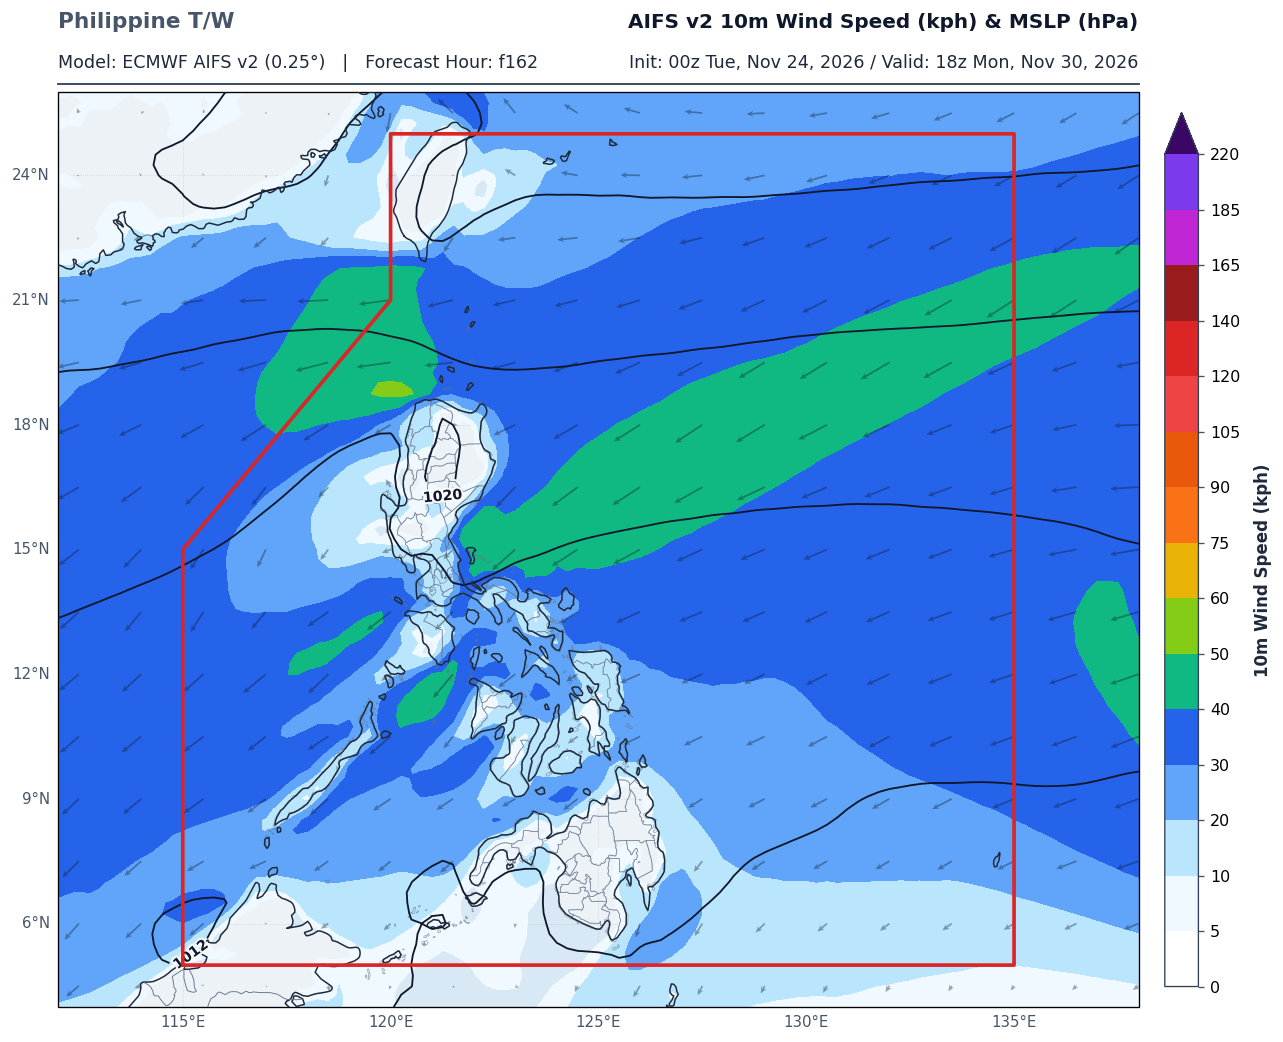 Philippine T/W
AIFS v2 10m Wind Speed (kph) & MSLP (hPa)
Model: ECMWF AIFS v2 (0.25°) | Forecast Hour: f162
Init: 00z Tue, Nov 24, 2026 / Valid: 18z Mon, Nov 30, 2026
24°N
21°N
18°N
15°N
12°N
9°N
6°N
1020
1012
115°E
120°E
125°E
130°E
135°E
220
185
165
140
120
105
90
75
60
50
40
30
20
10
5
0
10m Wind Speed (kph)